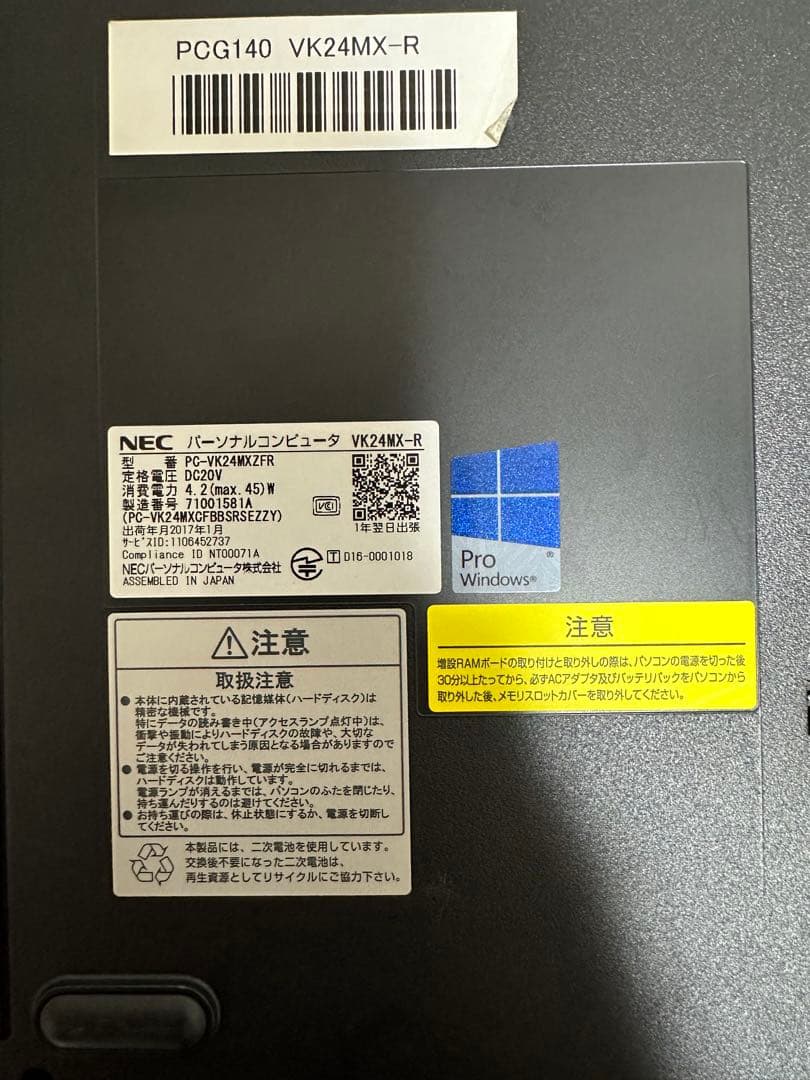 PCG140 VK24MX-R
NEC パーソナルコンピュータ VK24MX-R
型 番 PC-VK24MXZFR
定格電圧 DC20V
消費電力 4.2(max.45)W
製造番号 71001581A
(PC-VK24MXCFBBSRSEZZY)
出荷年月2017年1月
サービスID:1106452737
Compliance ID NT00071A
NECパーソナルコンピュータ株式会社
ASSEMBLED IN JAPAN
VCI
1年翌日出張
T D16-0001018
Pro
Windows®
注意
取扱注意
● 本体に内蔵されている記憶媒体(ハードディスク)は
精密な機械です。
特にデータの読み書き中(アクセスランプ点灯中)は、
衝撃や振動によりハードディスクの故障や、大切な
データが失われてしまう原因となる場合がありますので
ご注意ください。
● 電源を切る操作を行い、電源が完全に切れるまでは、
ハードディスクは動作しています。
電源ランプが消えるまでは、パソコンのふたを閉じたり、
持ち運んだりするのは避けてください。
● お持ち運びの際は、休止状態にするか、電源を切断し
てください。
本製品には、二次電池を使用しています。
交換後不要になった二次電池は、
再生資源としてリサイクルにご協力下さい。
注意
増設RAMボードの取り付けと取り外しの際は、パソコンの電源を切った後
30分以上たってから、必ずACアダプタ及びバッテリパックをパソコンから
取り外した後、メモリスロットカバーを取り外してください。